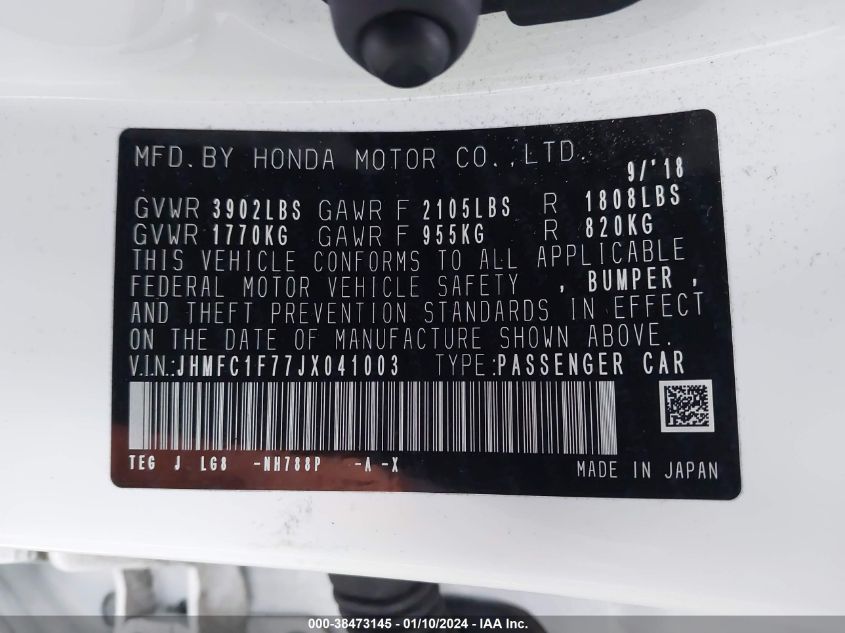 MFD.BY HONDA MOTOR CO.,LTD.
9/'18
GVWR 3902LBS GAWR F 2105LBS R 1808LBS
GVWR 1770KG GAWR F 955KG R 820KG
THIS VEHICLE CONFORMS TO ALL APPLICABLE
FEDERAL MOTOR VEHICLE SAFETY , BUMPER ,
AND THEFT PREVENTION STANDARDS IN EFFECT
ON THE DATE OF MANUFACTURE SHOWN ABOVE.
V.I.N.:JHMFC1F77JX041003 TYPE:PASSENGER CAR
TEG J LG8 -NH788P -A -X
MADE IN JAPAN
000-38473145 - 01/10/2024 - IAA Inc.